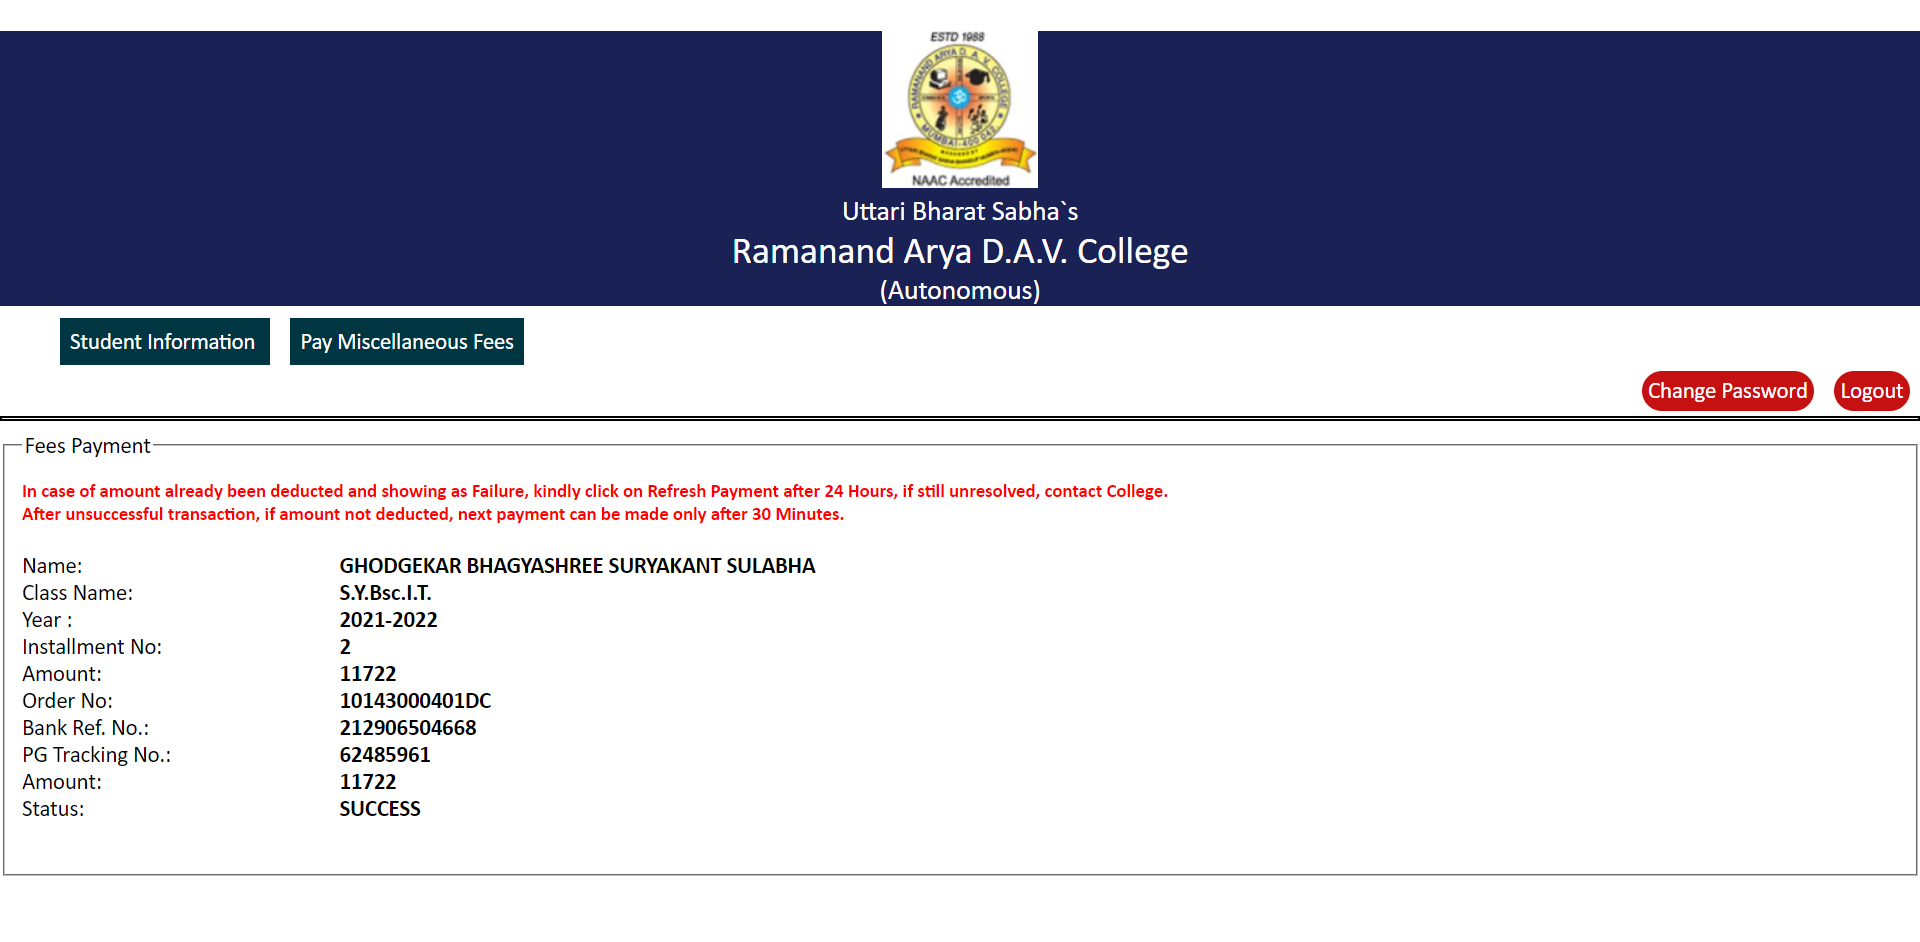 ESTD 1988
RAMANAND ARYA D. A. V. COLLEGE
MUMBAI-400 042.
NAAC Accredited
Uttari Bharat Sabha`s
Ramanand Arya D.A.V. College
(Autonomous)
Student Information Pay Miscellaneous Fees
Change Password Logout
Fees Payment
In case of amount already been deducted and showing as Failure, kindly click on Refresh Payment after 24 Hours, if still unresolved, contact College.
After unsuccessful transaction, if amount not deducted, next payment can be made only after 30 Minutes.
Name: GHODGEKAR BHAGYASHREE SURYAKANT SULABHA
Class Name: S.Y.Bsc.I.T.
Year : 2021-2022
Installment No: 2
Amount: 11722
Order No: 10143000401DC
Bank Ref. No.: 212906504668
PG Tracking No.: 62485961
Amount: 11722
Status: SUCCESS